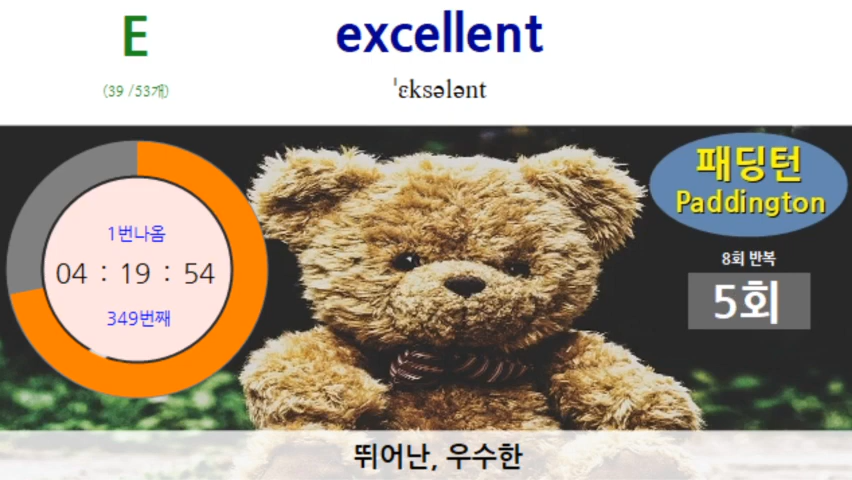 E
(39 /53개)
excellent
ˈɛksələnt
1번나옴
04 : 19 : 54
349번째
패딩턴
Paddington
8회 반복
5회
뛰어난, 우수한